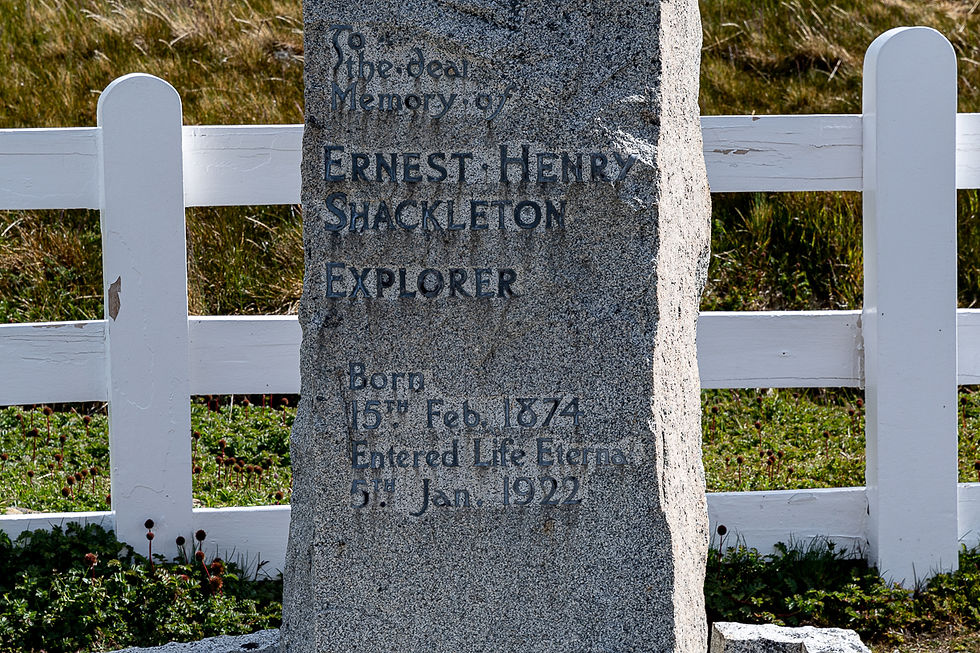 To
the·dear
Memory·of
ERNEST·HENRY
SHACKLETON
EXPLORER
Born
15TH Feb. 1874
Entered Life Eternal
5TH Jan. 1922